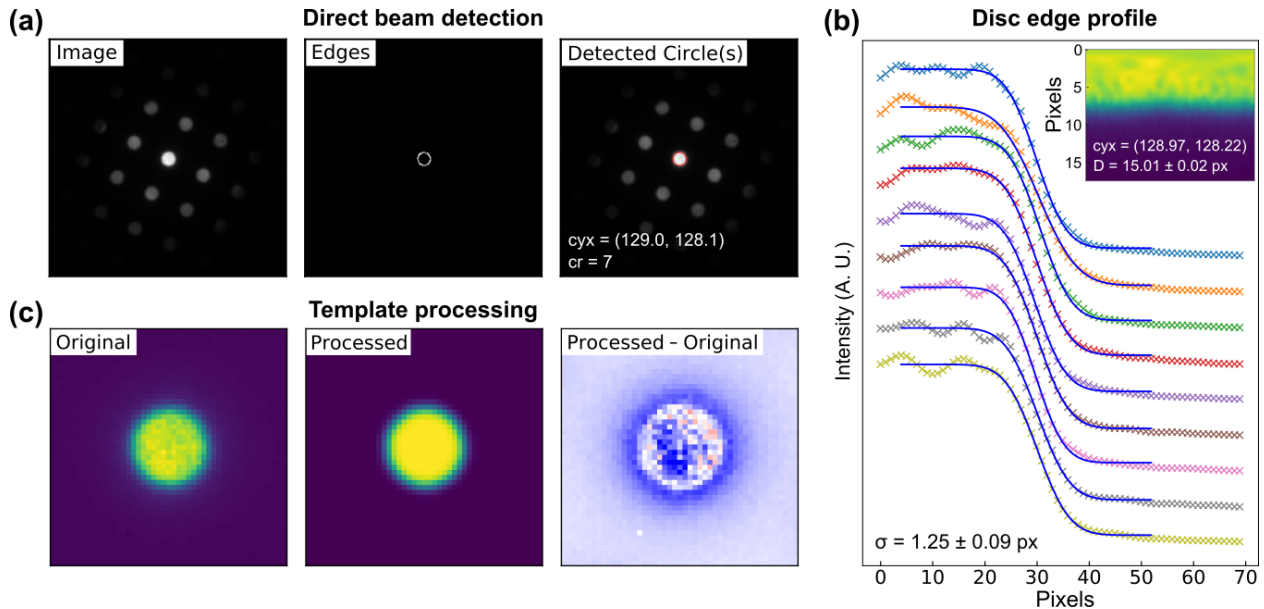 (a)
Direct beam detection
Image
Edges
Detected Circle(s)
cyx = (129.0, 128.1)
cr = 7
(c)
Template processing
Original
Processed
Processed - Original
(b)
Disc edge profile
Intensity (A. U.)
Pixels
0
5
10
15
cyx = (128.97, 128.22)
D = 15.01 ± 0.02 px
σ = 1.25 ± 0.09 px
0 10 20 30 40 50 60 70
Pixels